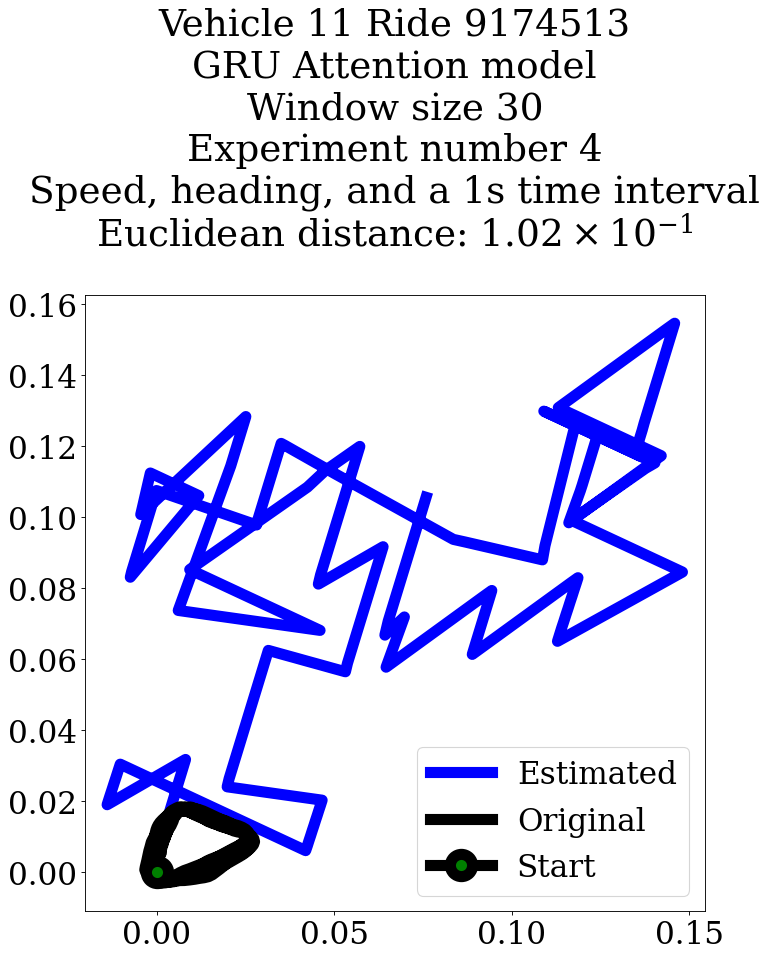 Vehicle 11 Ride 9174513
GRU Attention model
Window size 30
Experiment number 4
Speed, heading, and a 1s time interval
Euclidean distance: 1.02 × 10⁻¹
0.16
0.14
0.12
0.10
0.08
0.06
0.04
0.02
0.00
Estimated
Original
Start
0.00 0.05 0.10 0.15